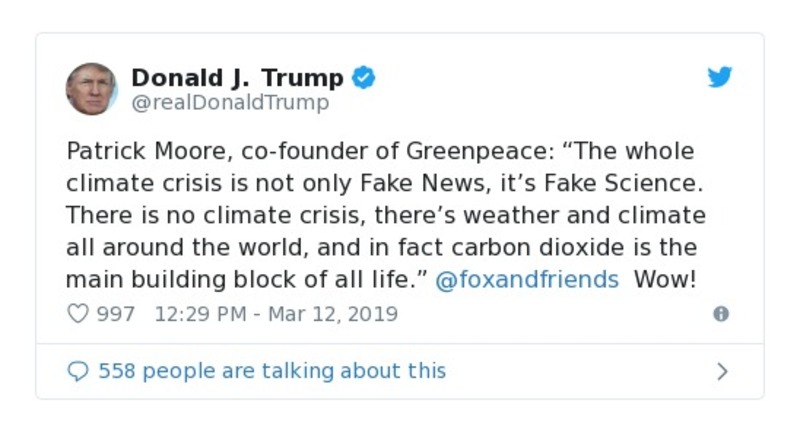 Donald J. Trump
@realDonaldTrump
Patrick Moore, co-founder of Greenpeace: “The whole
climate crisis is not only Fake News, it’s Fake Science.
There is no climate crisis, there’s weather and climate
all around the world, and in fact carbon dioxide is the
main building block of all life.” @foxandfriends Wow!
997 12:29 PM - Mar 12, 2019
558 people are talking about this